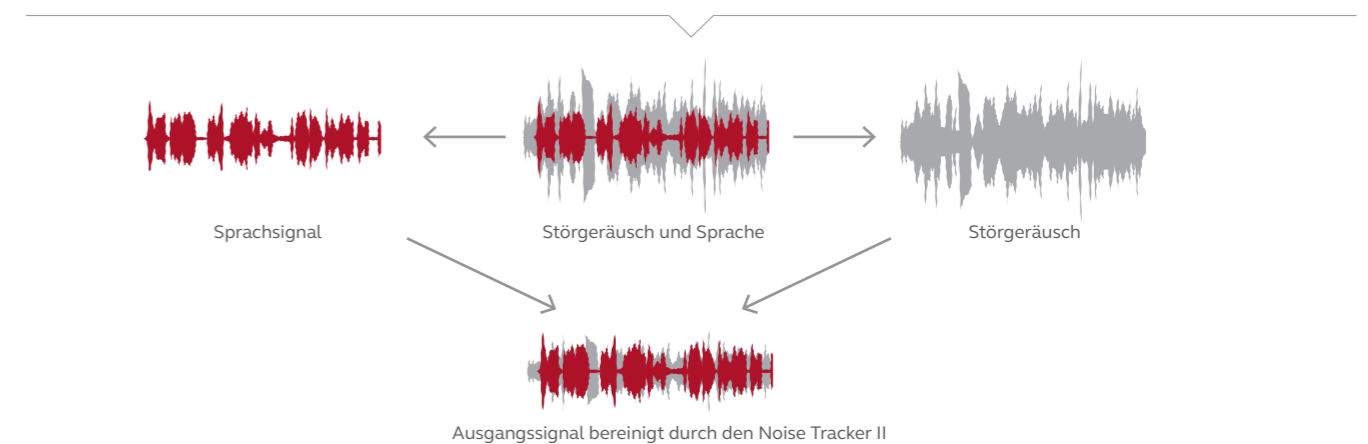 Sprachsignal
Störgeräusch und Sprache
Störgeräusch
Ausgangssignal bereinigt durch den Noise Tracker II